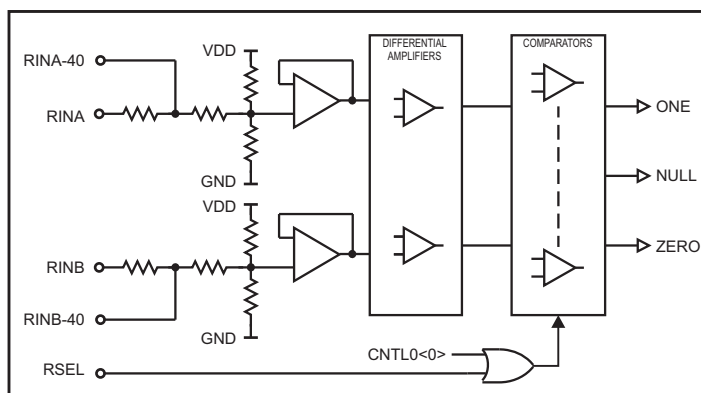 DIFFERENTIAL
AMPLIFIERS
COMPARATORS
VDD
RINA-40
RINA
ONE
GND
NULL
VDD
ZERO
RINB
RINB-40
GND
CNTL0<0>
RSEL